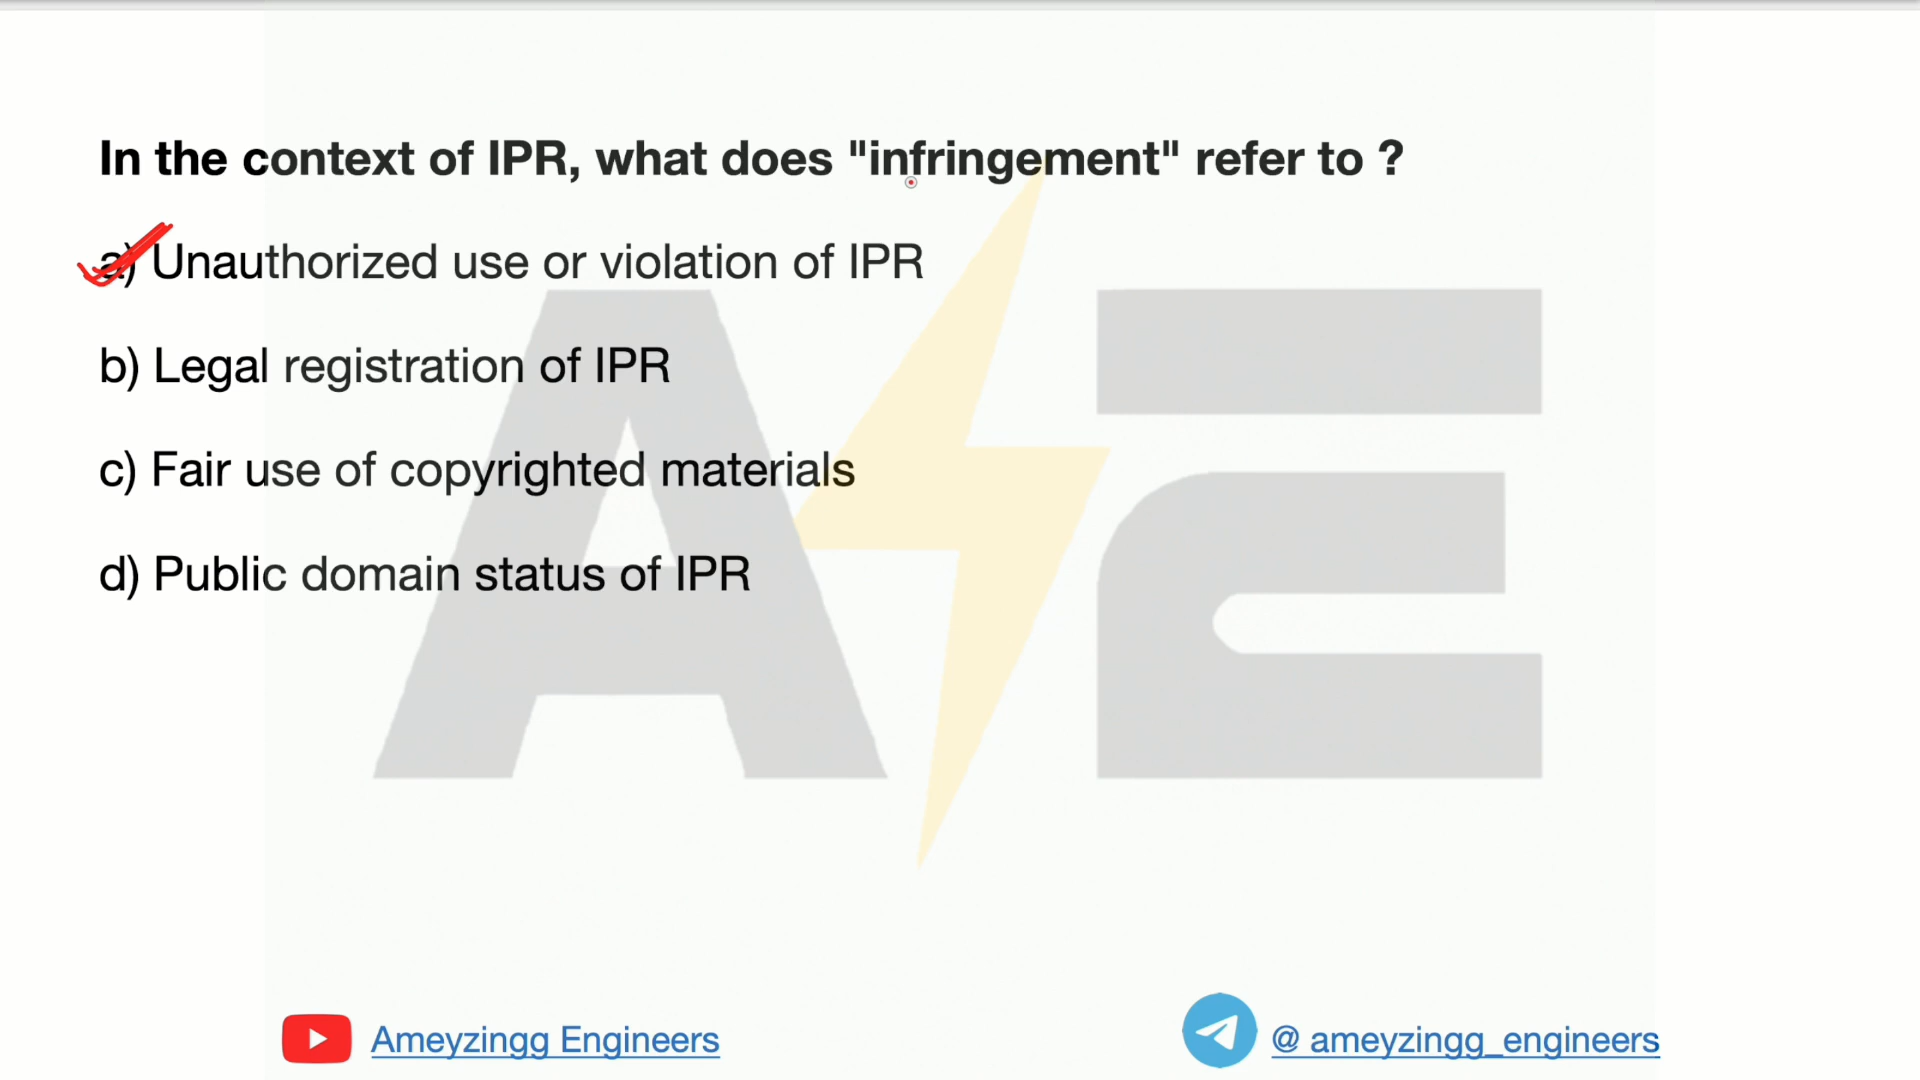 In the context of IPR, what does "infringement" refer to ?
a) Unauthorized use or violation of IPR
b) Legal registration of IPR
c) Fair use of copyrighted materials
d) Public domain status of IPR
AE
Ameyzingg Engineers
@ ameyzingg_engineers